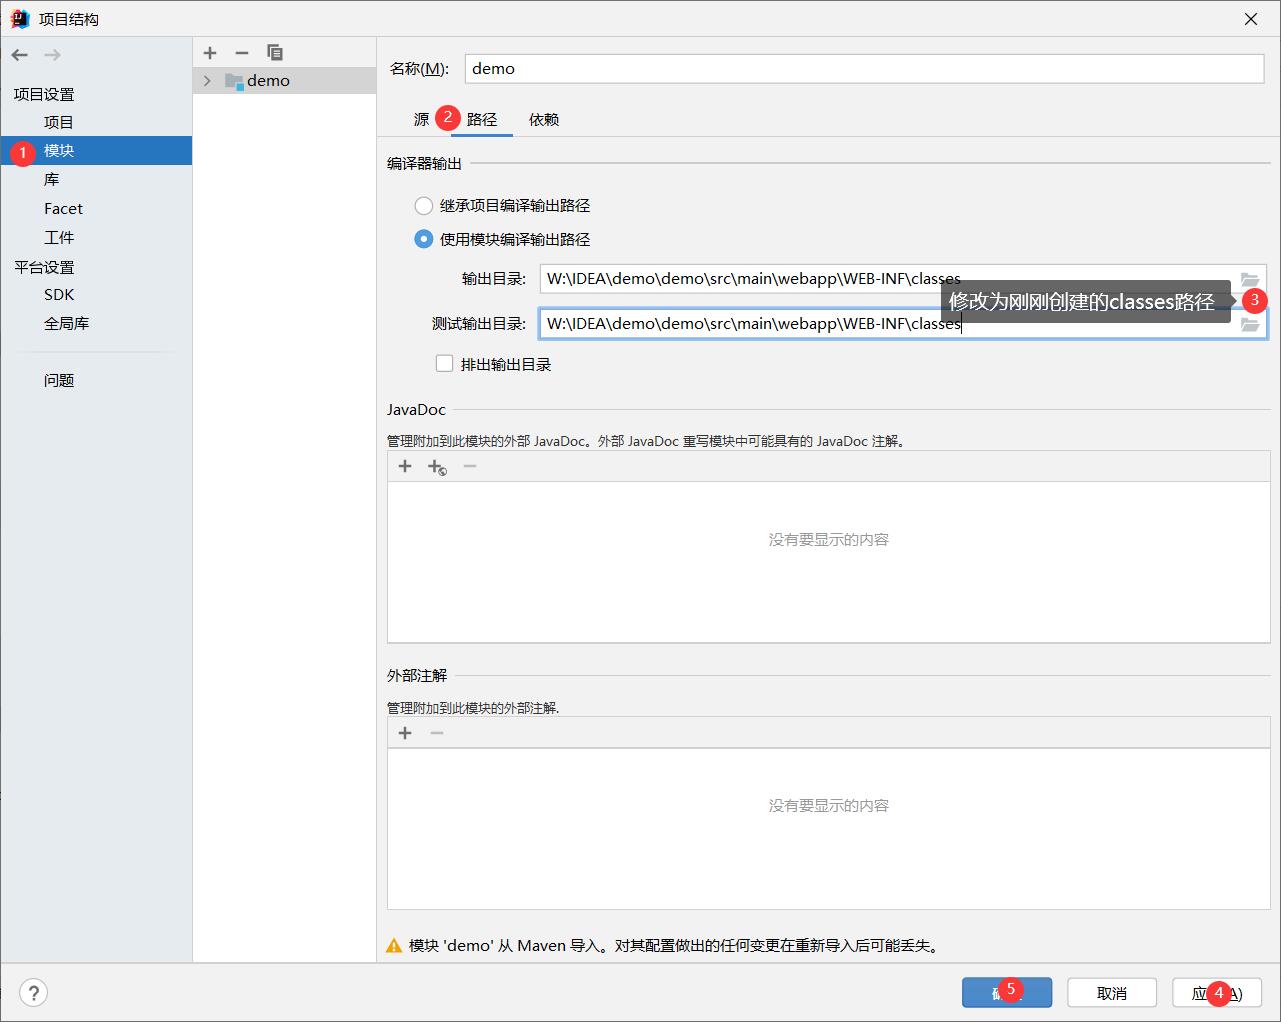 项目结构
项目设置
项目
1 模块
库
Facet
工件
平台设置
SDK
全局库
问题
demo
名称(M): demo
源 2 路径 依赖
编译器输出
继承项目编译输出路径
使用模块编译输出路径
输出目录: W:\IDEA\demo\demo\src\main\webapp\WEB-INF\classes
修改为刚刚创建的classes路径 3
测试输出目录: W:\IDEA\demo\demo\src\main\webapp\WEB-INF\classes
排出输出目录
JavaDoc
管理附加到此模块的外部 JavaDoc。外部 JavaDoc 重写模块中可能具有的 JavaDoc 注解。
没有要显示的内容
外部注解
管理附加到此模块的外部注解.
没有要显示的内容
模块 'demo' 从 Maven 导入。对其配置做出的任何变更在重新导入后可能丢失。
? 5 取消 应 4 A)